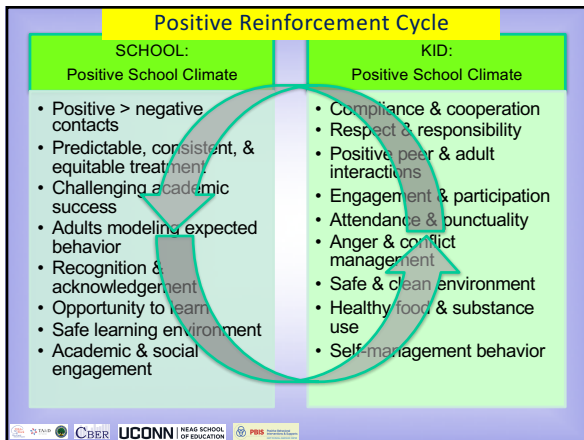 Positive Reinforcement Cycle
SCHOOL:
Positive School Climate
• Positive > negative
contacts
• Predictable, consistent, &
equitable treatment
• Challenging academic
success
• Adults modeling expected
behavior
• Recognition &
acknowledgement
• Opportunity to learn
• Safe learning environment
• Academic & social
engagement
KID:
Positive School Climate
• Compliance & cooperation
• Respect & responsibility
• Positive peer & adult
interactions
• Engagement & participation
• Attendance & punctuality
• Anger & conflict
management
• Safe & clean environment
• Healthy food & substance
use
• Self-management behavior
CBER
UCONN
NEAG SCHOOL
OF EDUCATION
PBIS